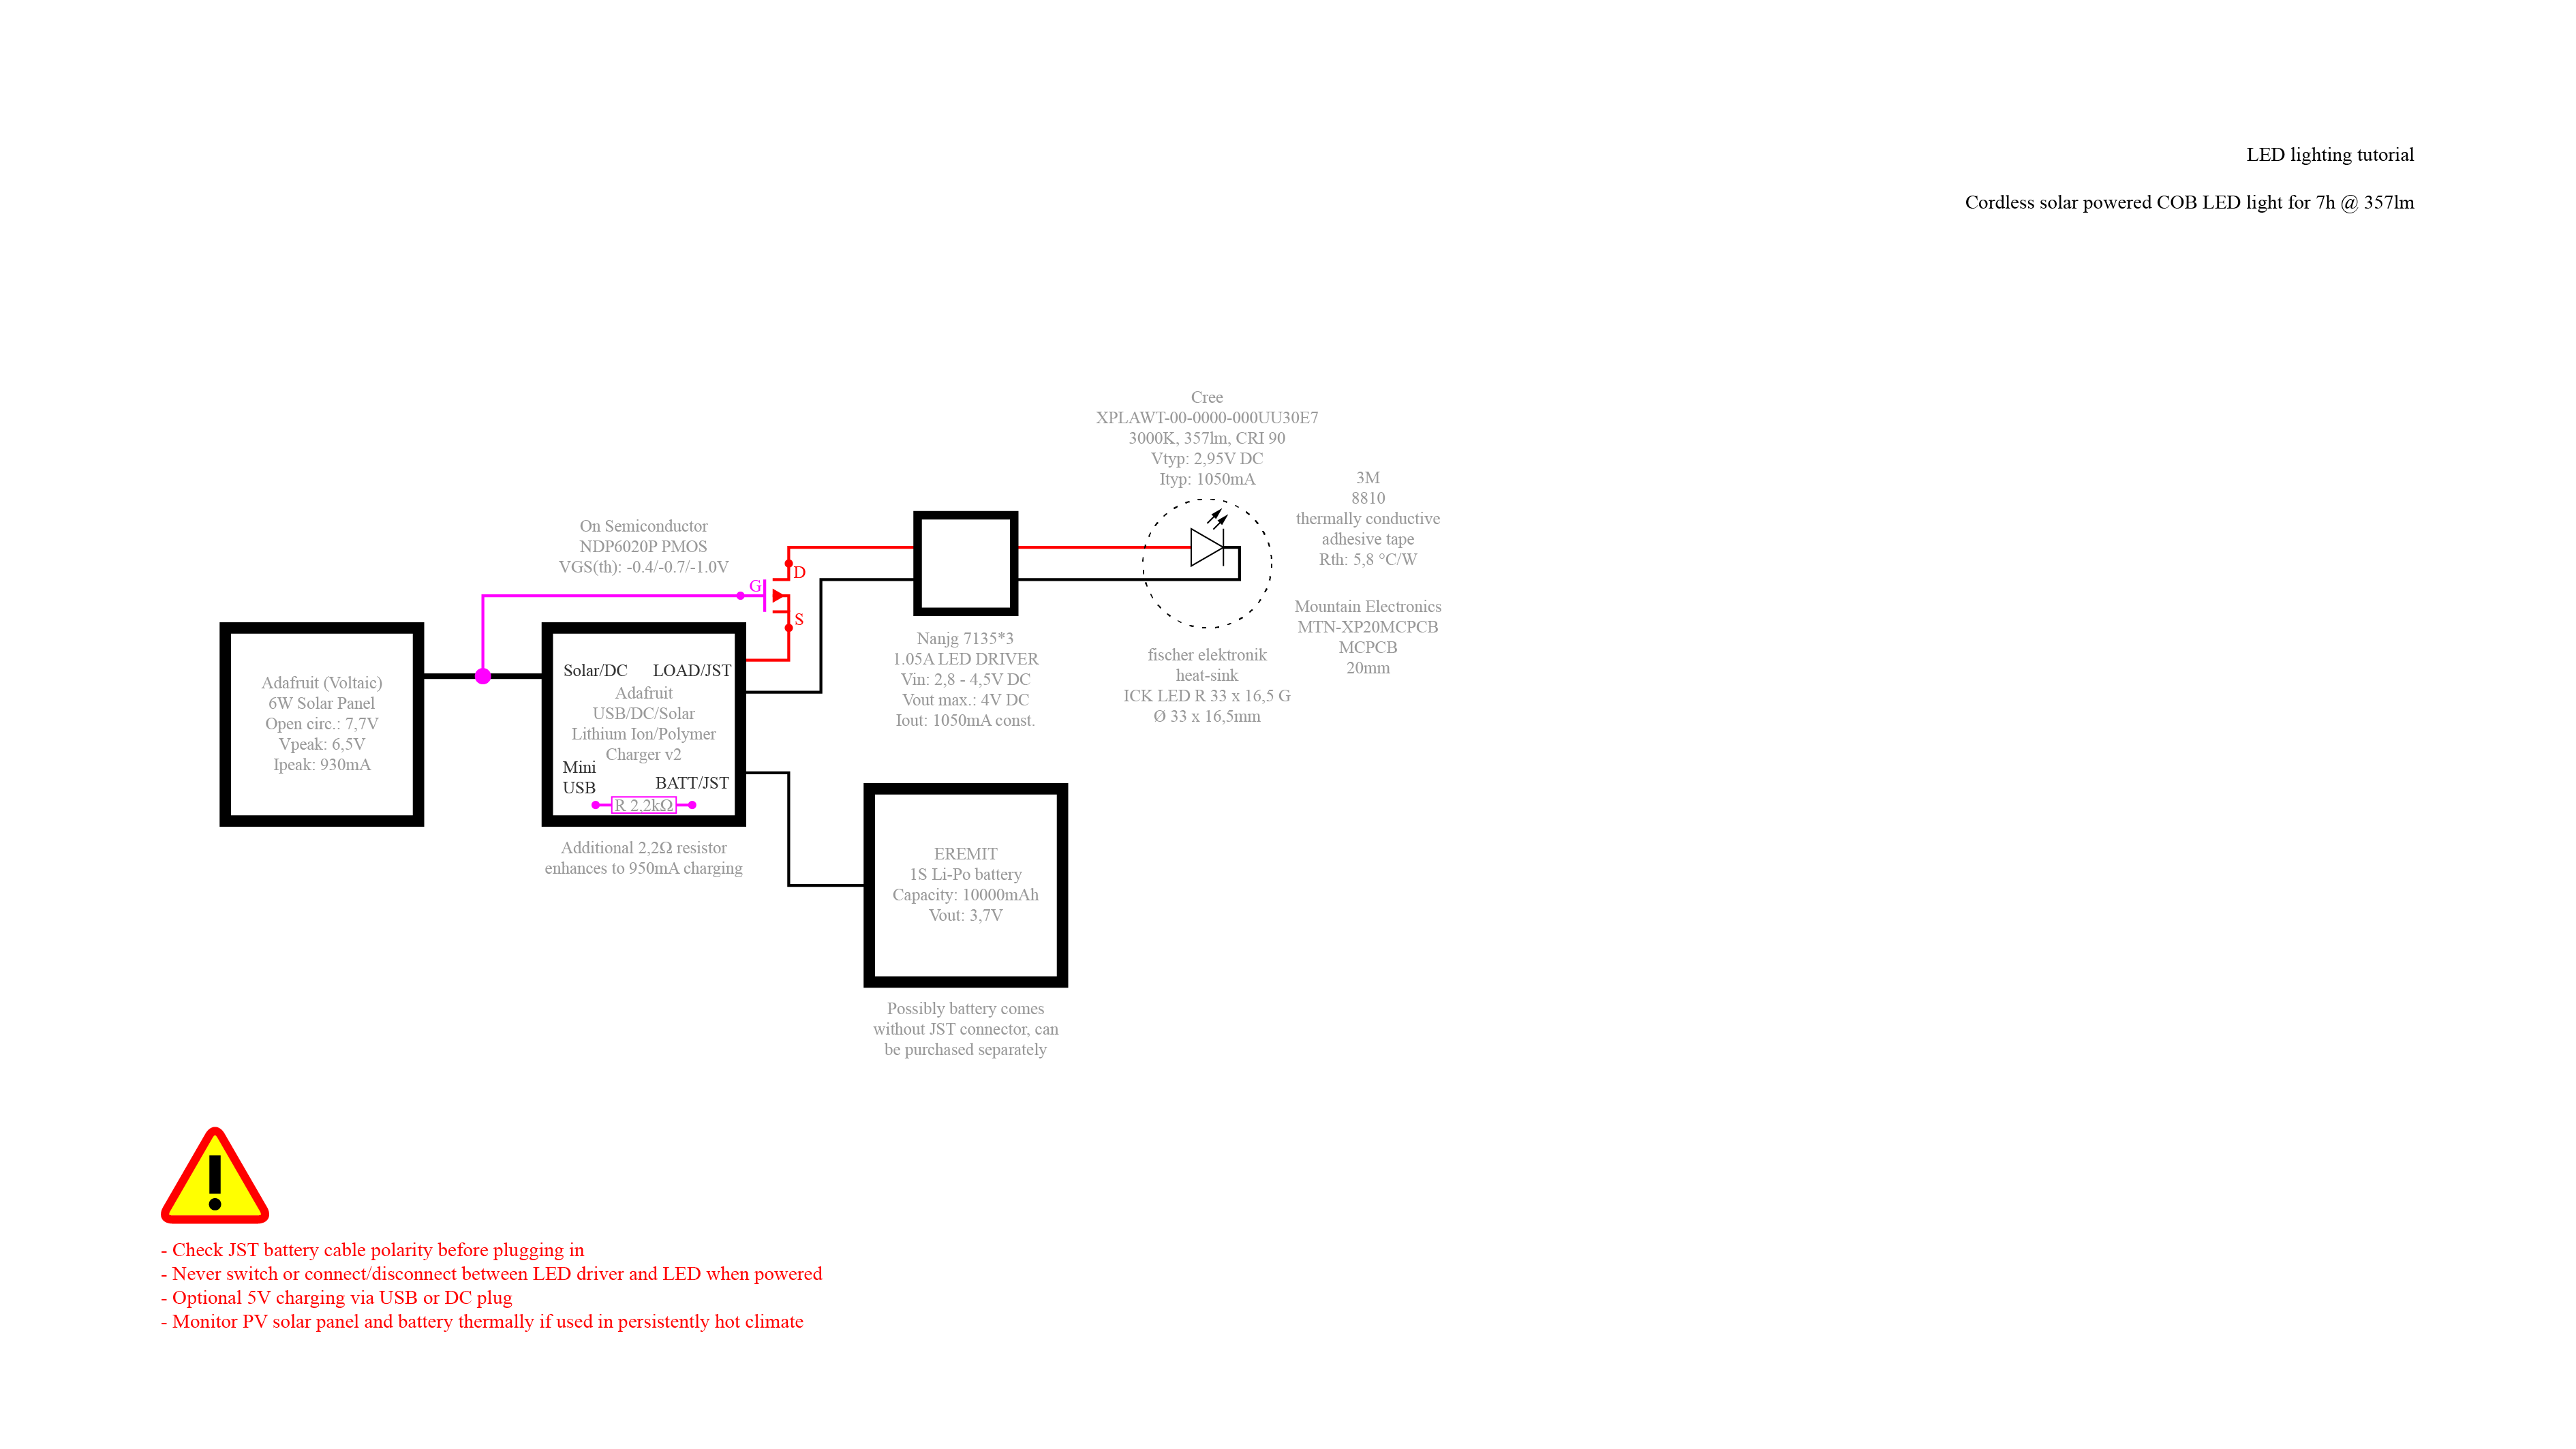 LED lighting tutorial
Cordless solar powered COB LED light for 7h @ 357lm
Cree
XPLAWT-00-0000-000UU30E7
3000K, 357lm, CRI 90
Vtyp: 2,95V DC
Ityp: 1050mA
3M
8810
thermally conductive
adhesive tape
Rth: 5,8 °C/W
Mountain Electronics
MTN-XP20MCPCB
MCPCB
20mm
fischer elektronik
heat-sink
ICK LED R 33 x 16,5 G
Ø 33 x 16,5mm
On Semiconductor
NDP6020P PMOS
VGS(th): -0.4/-0.7/-1.0V
G
D
S
Nanjg 7135*3
1.05A LED DRIVER
Vin: 2,8 - 4,5V DC
Vout max.: 4V DC
Iout: 1050mA const.
Adafruit (Voltaic)
6W Solar Panel
Open circ.: 7,7V
Vpeak: 6,5V
Ipeak: 930mA
Solar/DC LOAD/JST
Adafruit
USB/DC/Solar
Lithium Ion/Polymer
Charger v2
Mini
USB
BATT/JST
R 2,2kΩ
Additional 2,2Ω resistor
enhances to 950mA charging
EREMIT
1S Li-Po battery
Capacity: 10000mAh
Vout: 3,7V
Possibly battery comes
without JST connector, can
be purchased separately
- Check JST battery cable polarity before plugging in
- Never switch or connect/disconnect between LED driver and LED when powered
- Optional 5V charging via USB or DC plug
- Monitor PV solar panel and battery thermally if used in persistently hot climate